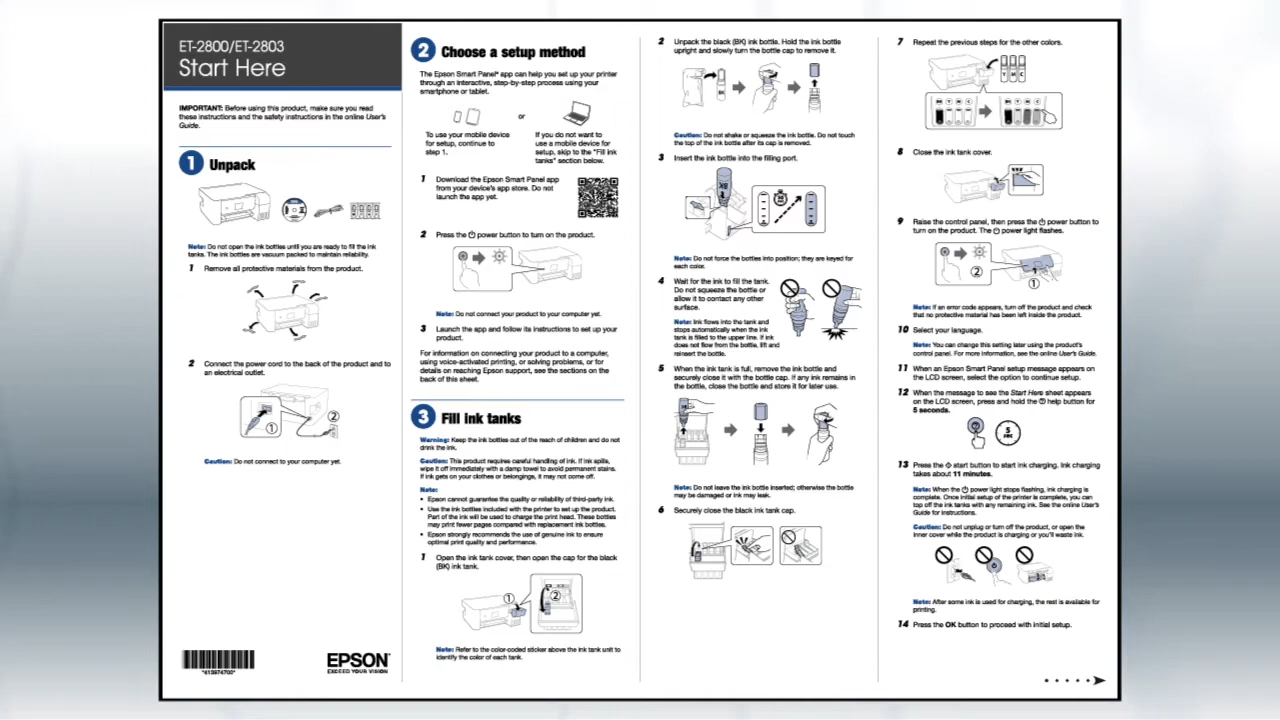 ET-2800/ET-2803
Start Here
IMPORTANT: Before using this product, make sure you read
these instructions and the safety instructions in the online User's
Guide.
1 Unpack
Note: Do not open the ink bottles until you are ready to fill the ink
tanks. The ink bottles are vacuum packed to maintain reliability.
1 Remove all protective materials from the product.
2 Connect the power cord to the back of the product and to
an electrical outlet.
①
②
Caution: Do not connect to your computer yet.
*413974700*
EPSON
EXCEED YOUR VISION
2 Choose a setup method
The Epson Smart Panel® app can help you set up your printer
through an interactive, step-by-step process using your
smartphone or tablet.
or
To use your mobile device
for setup, continue to
step 1.
If you do not want to
use a mobile device for
setup, skip to the "Fill ink
tanks" section below.
1 Download the Epson Smart Panel app
from your device's app store. Do not
launch the app yet.
2 Press the power button to turn on the product.
Note: Do not connect your product to your computer yet.
3 Launch the app and follow its instructions to set up your
product.
For information on connecting your product to a computer,
using voice-activated printing, or solving problems, or for
details on reaching Epson support, see the sections on the
back of this sheet.
3 Fill ink tanks
Warning: Keep the ink bottles out of the reach of children and do not
drink the ink.
Caution: This product requires careful handling of ink. If ink spills,
wipe it off immediately with a damp towel to avoid permanent stains.
If ink gets on your clothes or belongings, it may not come off.
Note:
• Epson cannot guarantee the quality or reliability of third-party ink.
• Use the ink bottles included with the printer to set up the product.
Part of the ink will be used to charge the print head. These bottles
may print fewer pages compared with replacement ink bottles.
• Epson strongly recommends the use of genuine ink to ensure
optimal print quality and performance.
1 Open the ink tank cover, then open the cap for the black
(BK) ink tank.
①
②
Note: Refer to the color-coded sticker above the ink tank unit to
identify the color of each tank.
2 Unpack the black (BK) ink bottle. Hold the ink bottle
upright and slowly turn the bottle cap to remove it.
BK
Caution: Do not shake or squeeze the ink bottle. Do not touch
the top of the ink bottle after its cap is removed.
3 Insert the ink bottle into the filling port.
BK
Note: Do not force the bottles into position; they are keyed for
each color.
4 Wait for the ink to fill the tank.
Do not squeeze the bottle or
allow it to contact any other
surface.
Note: Ink flows into the tank and
stops automatically when the ink
tank is filled to the upper line. If ink
does not flow from the bottle, lift and
reinsert the bottle.
5 When the ink tank is full, remove the ink bottle and
securely close it with the bottle cap. If any ink remains in
the bottle, close the bottle and store it for later use.
Note: Do not leave the ink bottle inserted; otherwise the bottle
may be damaged or ink may leak.
6 Securely close the black ink tank cap.
7 Repeat the previous steps for the other colors.
Y M C
BK Y M C
BK Y M C
8 Close the ink tank cover.
9 Raise the control panel, then press the power button to
turn on the product. The power light flashes.
②
①
Note: If an error code appears, turn off the product and check
that no protective material has been left inside the product.
10 Select your language.
Note: You can change this setting later using the product's
control panel. For more information, see the online User's Guide.
11 When an Epson Smart Panel setup message appears on
the LCD screen, select the option to continue setup.
12 When the message to see the Start Here sheet appears
on the LCD screen, press and hold the help button for
5 seconds.
5
SEC
13 Press the start button to start ink charging. Ink charging
takes about 11 minutes.
Note: When the power light stops flashing, ink charging is
complete. Once initial setup of the printer is complete, you can
top off the ink tanks with any remaining ink. See the online User's
Guide for instructions.
Caution: Do not unplug or turn off the product, or open the
inner cover while the product is charging or you'll waste ink.
Note: After some ink is used for charging, the rest is available for
printing.
14 Press the OK button to proceed with initial setup.